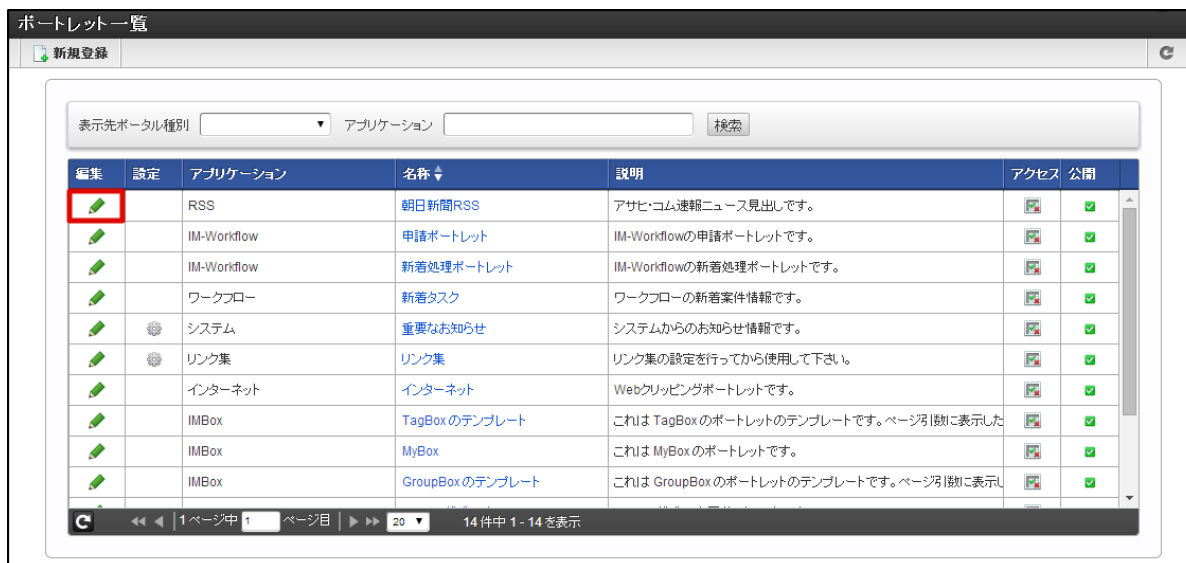 ポートレット一覧
新規登録
表示先ポータル種別 アプリケーション 検索
編集 設定 アプリケーション 名称 説明 アクセス 公開
RSS 朝日新聞RSS アサヒ・コム速報ニュース見出しです。
IM-Workflow 申請ポートレット IM-Workflowの申請ポートレットです。
IM-Workflow 新着処理ポートレット IM-Workflowの新着処理ポートレットです。
ワークフロー 新着タスク ワークフローの新着案件情報です。
システム 重要なお知らせ システムからのお知らせ情報です。
リンク集 リンク集 リンク集の設定を行ってから使用して下さい。
インターネット インターネット Webクリッピングポートレットです。
IMBox TagBoxのテンプレート これは TagBoxのポートレットのテンプレートです。ページ引数に表示した
IMBox MyBox これは MyBoxのポートレットです。
IMBox GroupBoxのテンプレート これは GroupBoxのポートレットのテンプレートです。ページ引数に表示し
1ページ中 1 ページ目 20 14件中 1 - 14 を表示